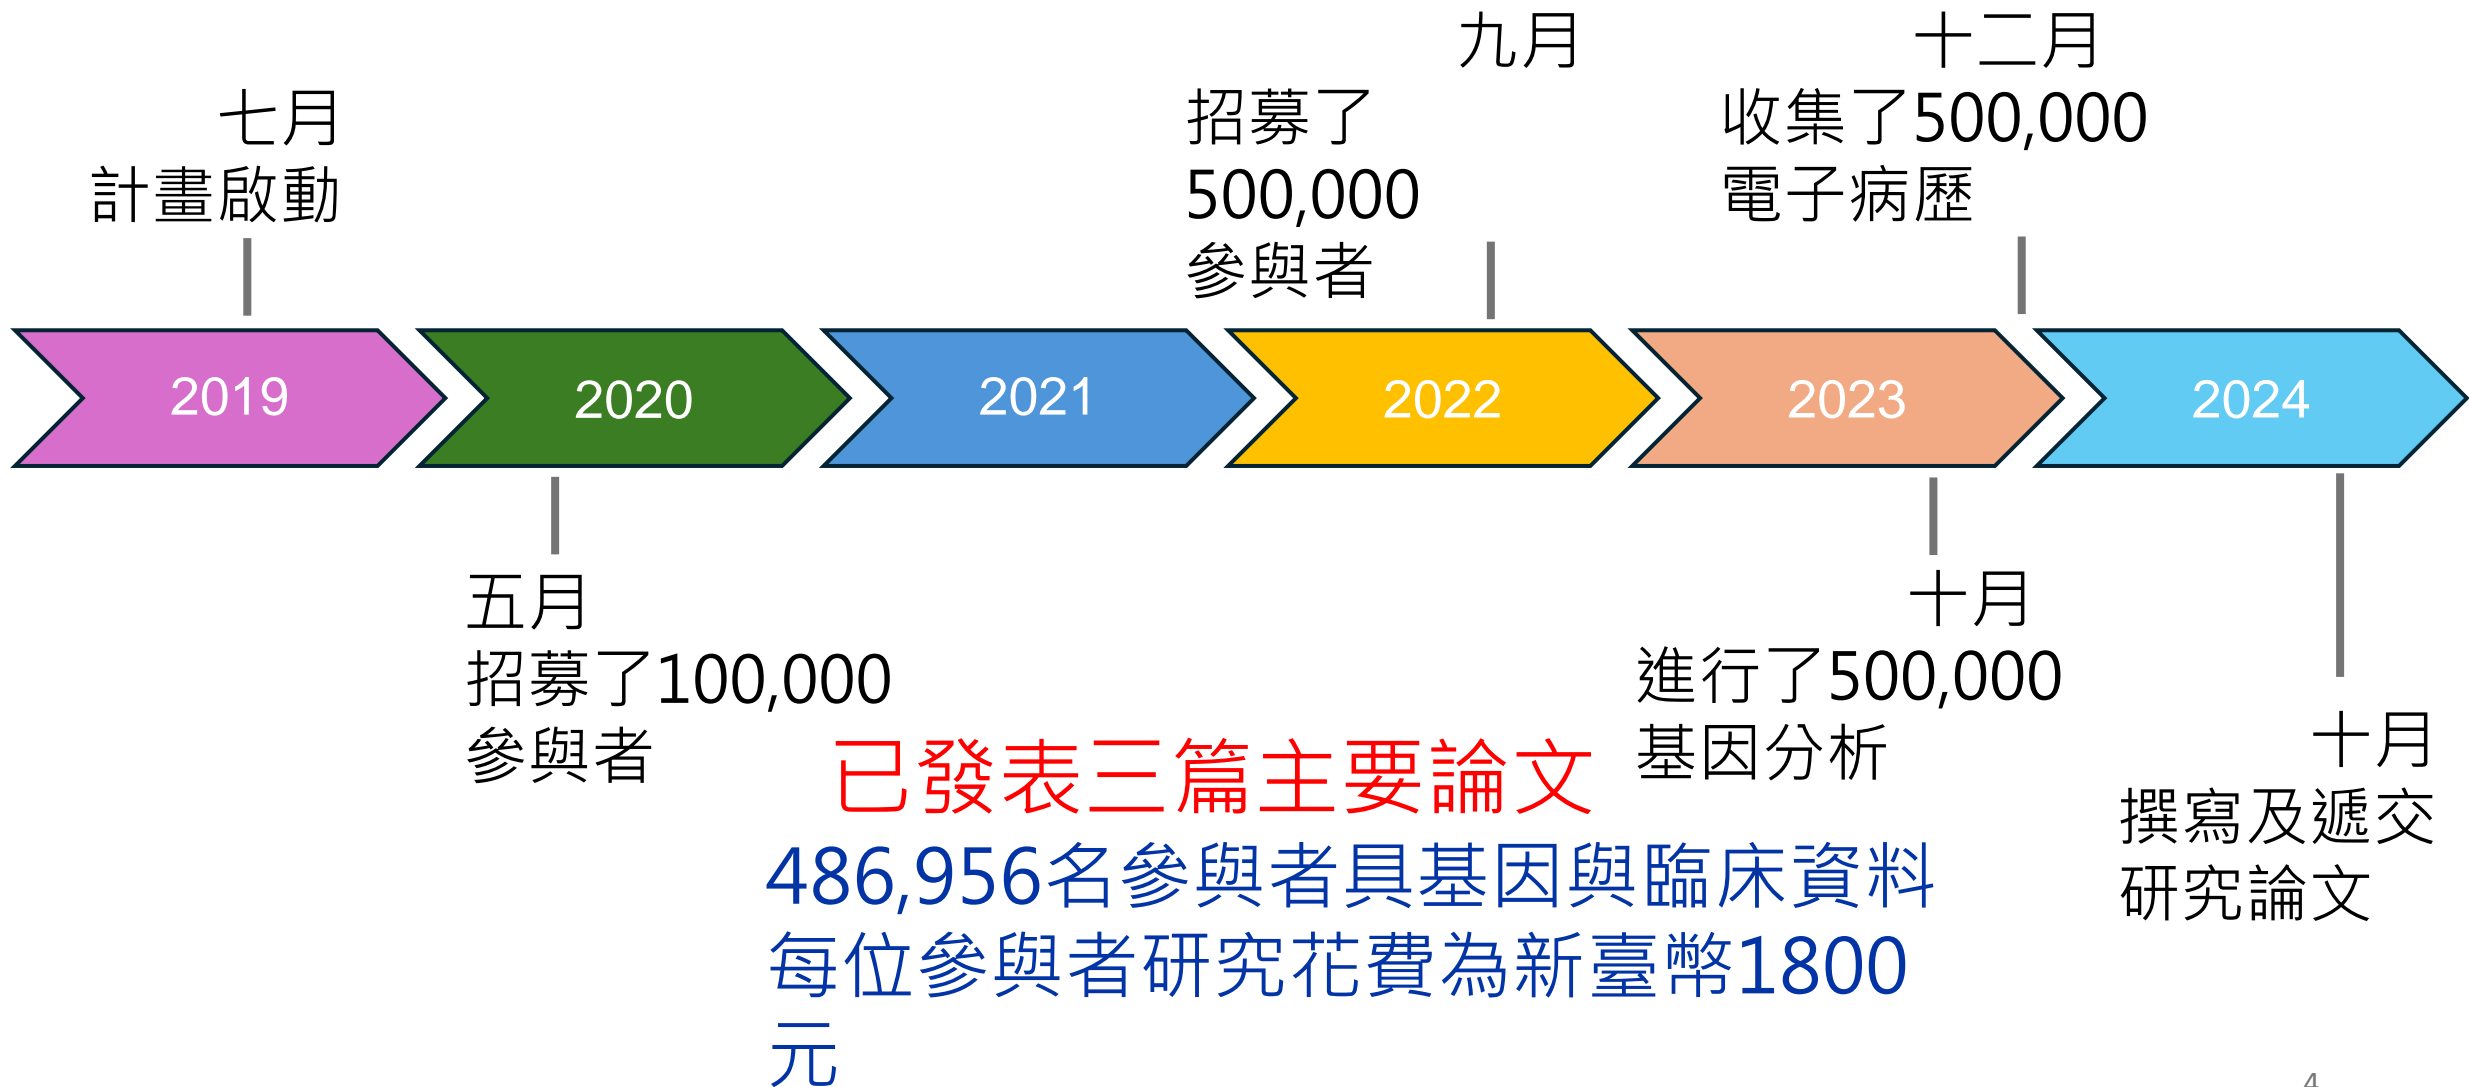 七月
計畫啟動
九月
招募了
500,000
參與者
十二月
收集了500,000
電子病歷
2019
2020
2021
2022
2023
2024
五月
招募了100,000
參與者
十月
進行了500,000
基因分析
十月
撰寫及遞交
研究論文
已發表三篇主要論文
486,956名參與者具基因與臨床資料
每位參與者研究花費為新臺幣1800
元
4